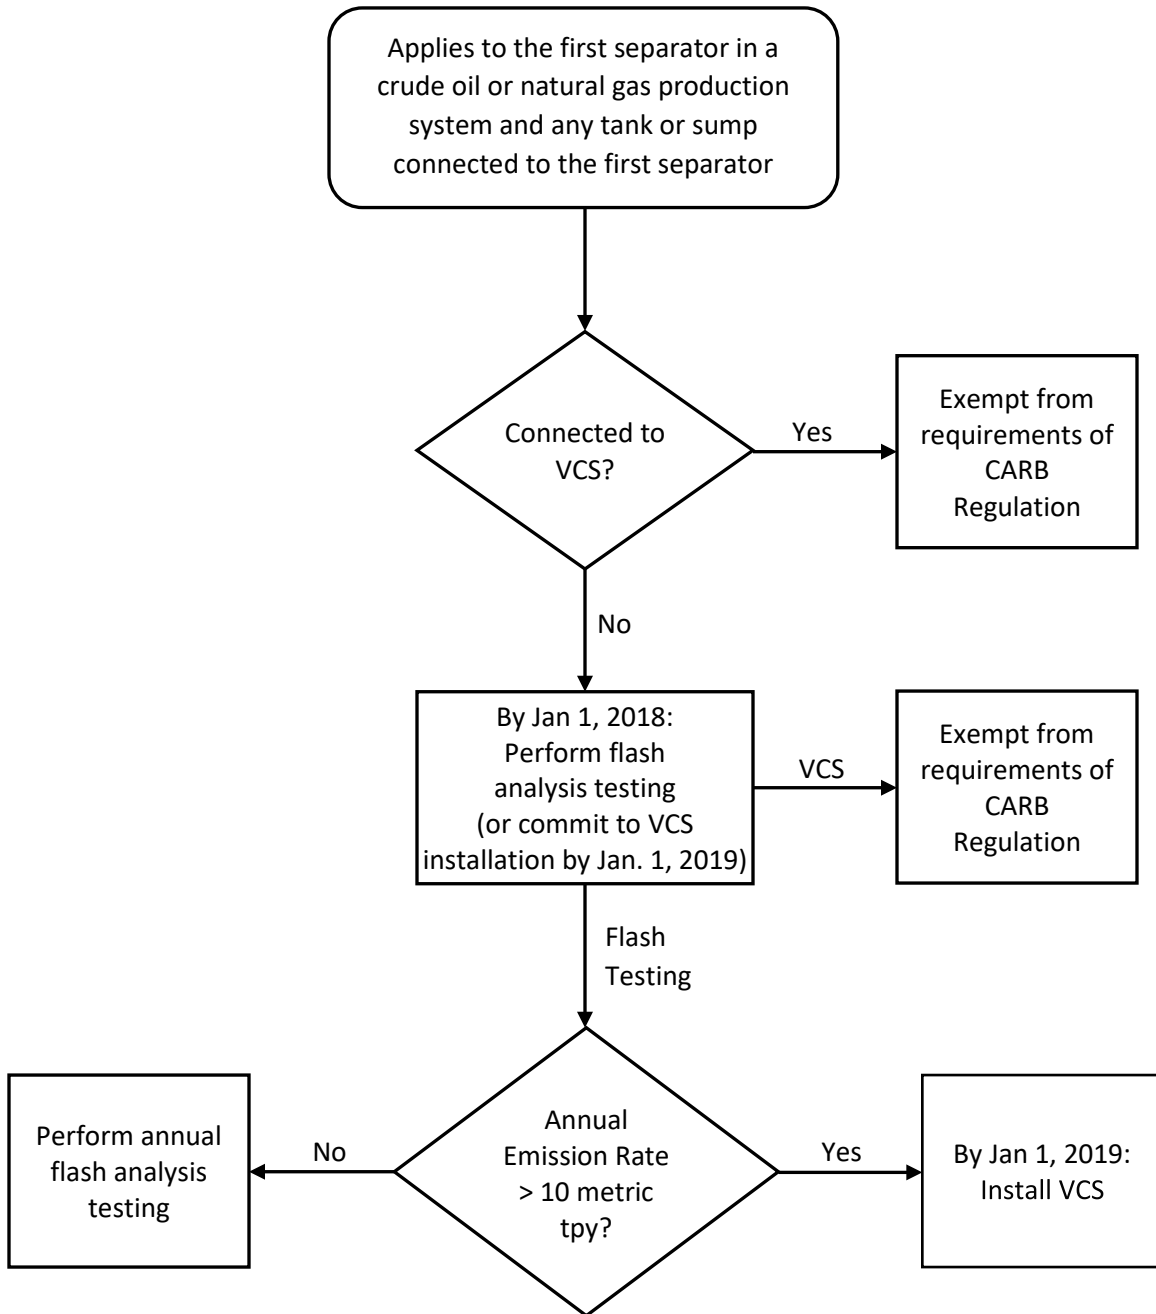 Applies to the first separator in a
crude oil or natural gas production
system and any tank or sump
connected to the first separator
Connected to
VCS?
Yes
Exempt from
requirements of
CARB
Regulation
No
By Jan 1, 2018:
Perform flash
analysis testing
(or commit to VCS
installation by Jan. 1, 2019)
VCS
Exempt from
requirements of
CARB
Regulation
Flash
Testing
Annual
Emission Rate
> 10 metric
tpy?
No
Perform annual
flash analysis
testing
Yes
By Jan 1, 2019:
Install VCS